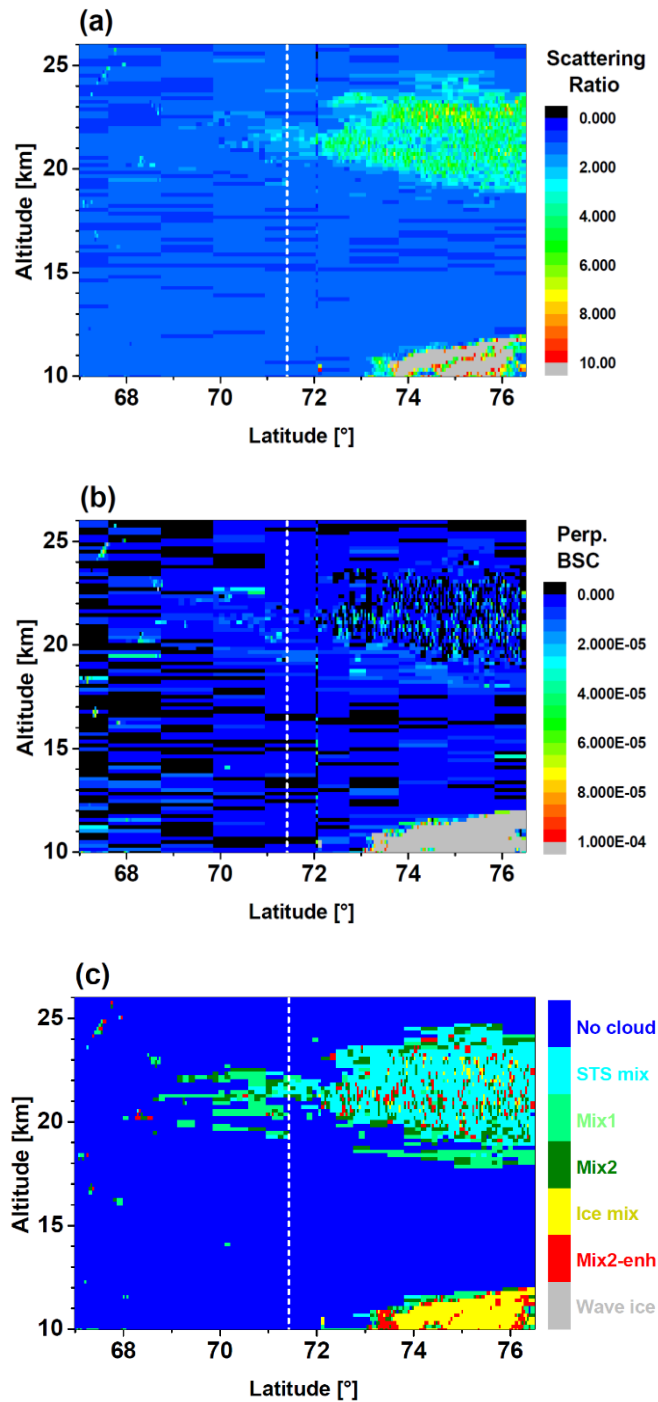 (a)
Scattering
Ratio
25
20
15
10
Altitude [km]
68 70 72 74 76
Latitude [°]
0.000
2.000
4.000
6.000
8.000
10.00
(b)
Perp.
BSC
25
20
15
10
Altitude [km]
68 70 72 74 76
Latitude [°]
0.000
2.000E-05
4.000E-05
6.000E-05
8.000E-05
1.000E-04
(c)
25
20
15
10
Altitude [km]
68 70 72 74 76
Latitude [°]
No cloud
STS mix
Mix1
Mix2
Ice mix
Mix2-enh
Wave ice